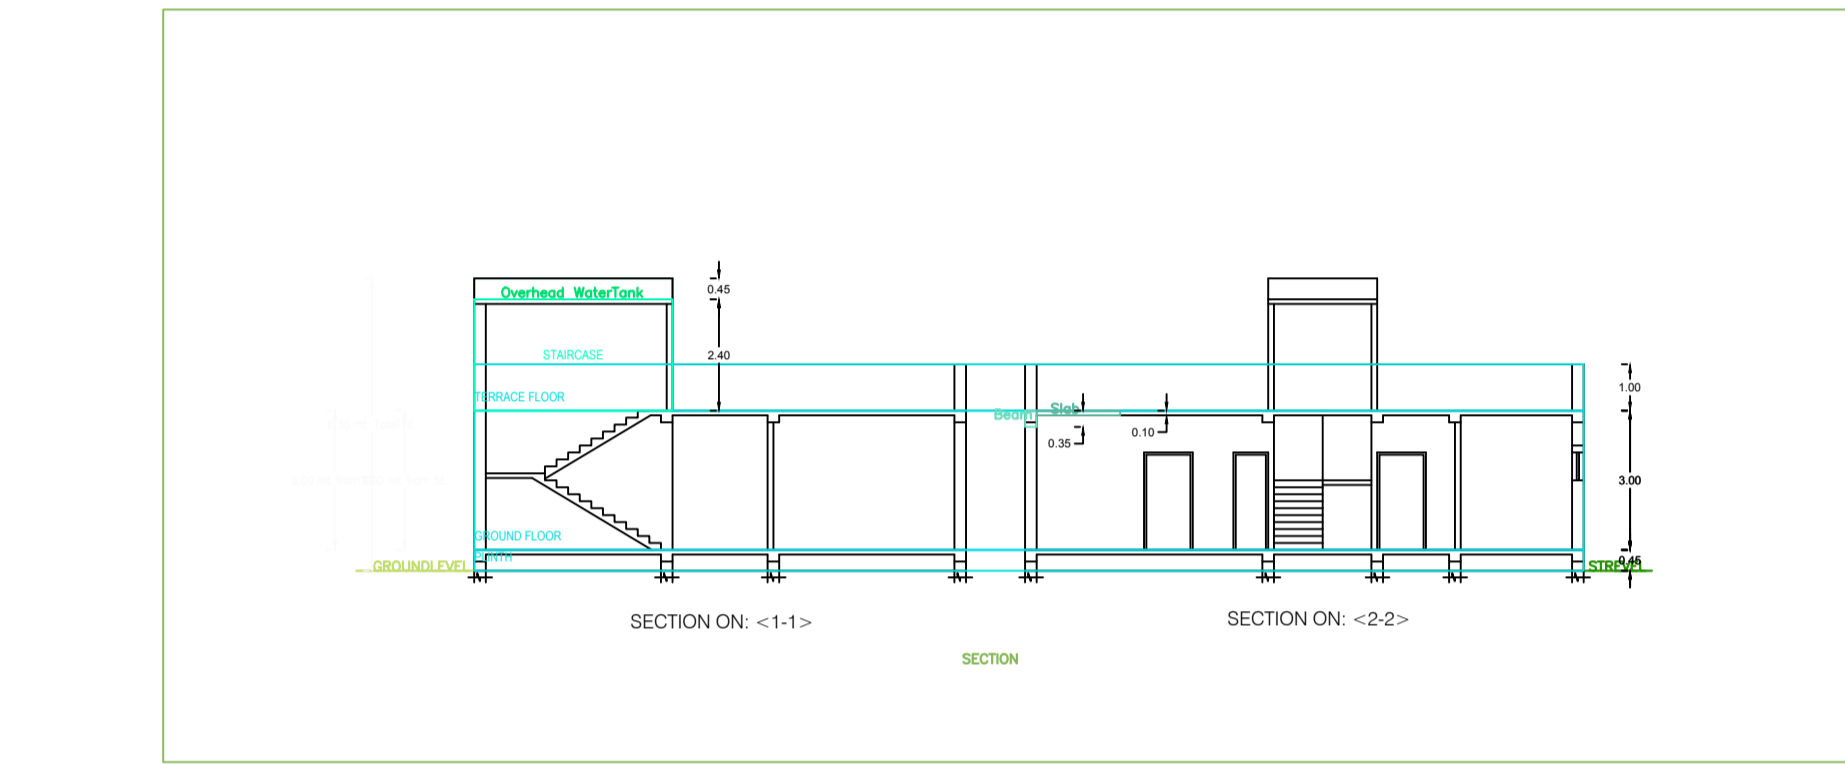 Overhead WaterTank
0.45
STAIRCASE
2.40
TERRACE FLOOR
1.00
Slab
Beam
0.10
0.35
3.00
GROUND FLOOR
PLINTH
GROUNDLEVEL
0.45
SECTION ON: <1-1>
SECTION ON: <2-2>
SECTION